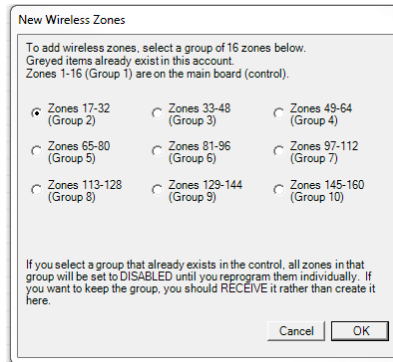 New Wireless Zones
To add wireless zones, select a group of 16 zones below.
Greyed items already exist in this account.
Zones 1-16 (Group 1) are on the main board (control).
Zones 17-32 Zones 33-48 Zones 49-64
(Group 2) (Group 3) (Group 4)
Zones 65-80 Zones 81-96 Zones 97-112
(Group 5) (Group 6) (Group 7)
Zones 113-128 Zones 129-144 Zones 145-160
(Group 8) (Group 9) (Group 10)
If you select a group that already exists in the control, all zones in that
group will be set to DISABLED until you reprogram them individually. If
you want to keep the group, you should RECEIVE it rather than create it
here.
Cancel OK